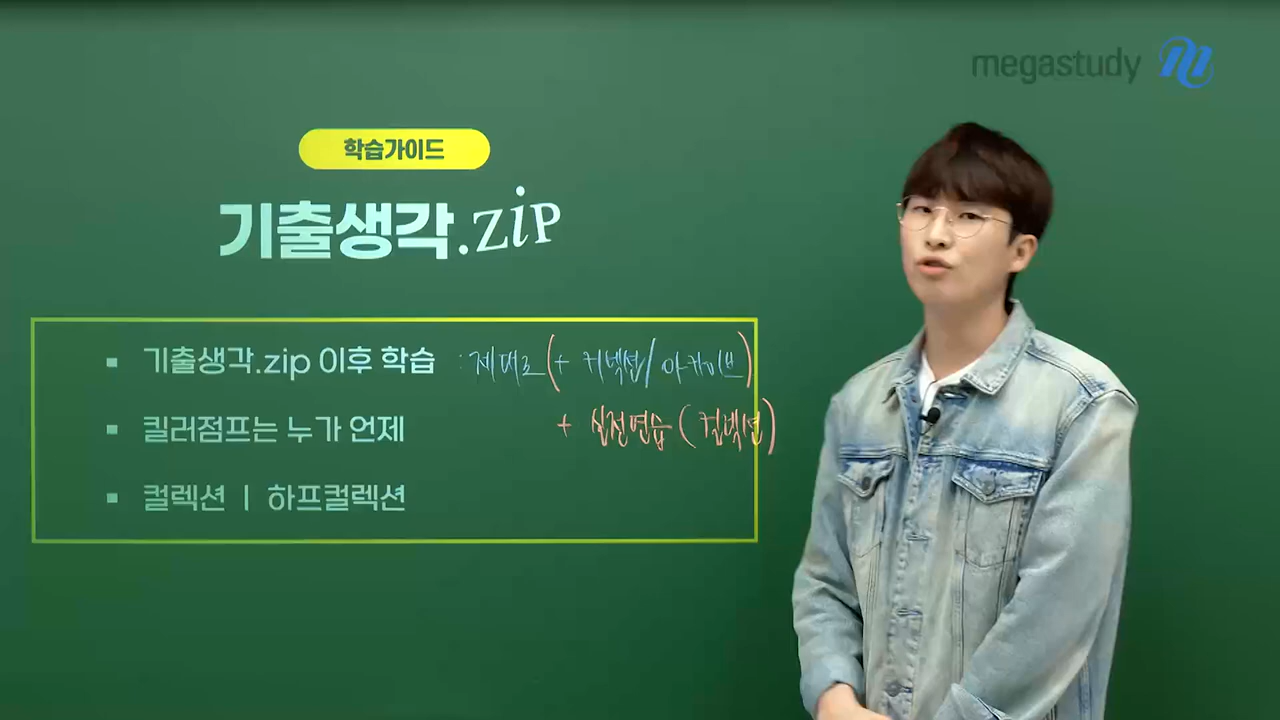 megastudy
학습가이드
기출생각.zip
▪ 기출생각.zip 이후 학습 : 제대로 (+ 커넥션/아카이브)
+ 실전연습 (컬렉션)
▪ 킬러점프는 누가 언제
▪ 컬렉션 | 하프컬렉션